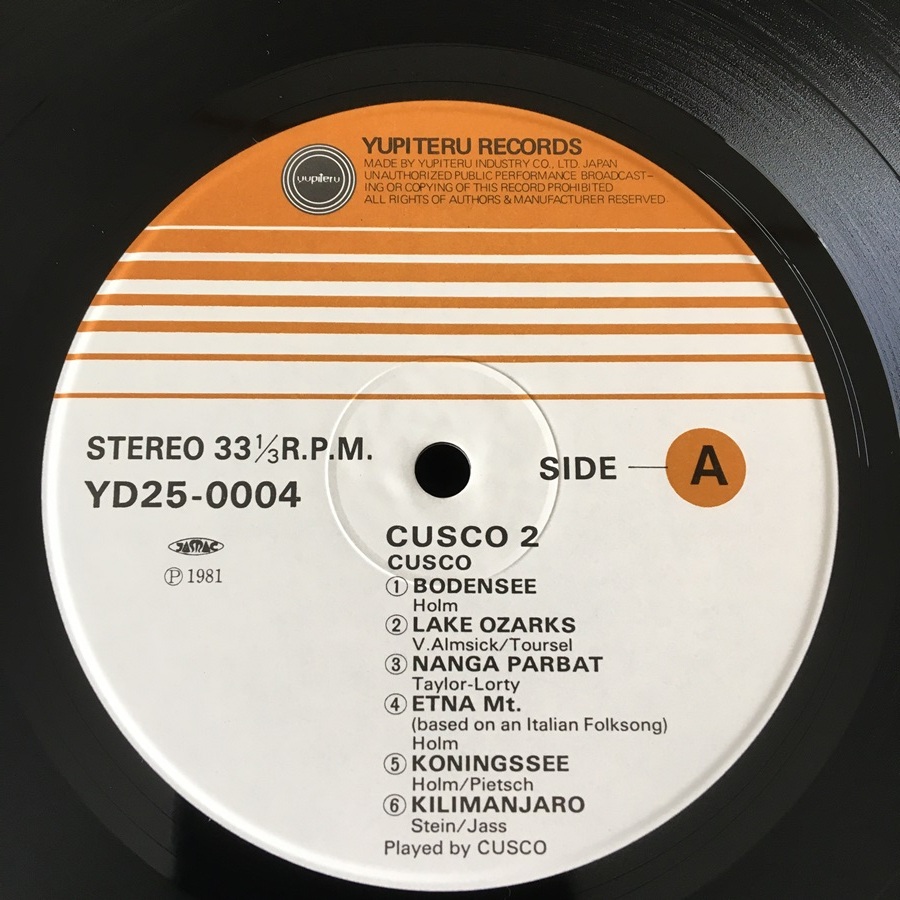 YUPITERU RECORDS
yupiteru
MADE BY YUPITERU INDUSTRY CO., LTD. JAPAN
UNAUTHORIZED PUBLIC PERFORMANCE BROADCAST-
ING OR COPYING OF THIS RECORD PROHIBITED
ALL RIGHTS OF AUTHORS & MANUFACTURER RESERVED
STEREO 33⅓ R.P.M.
SIDE — A
YD25-0004
JASRAC
Ⓟ 1981
CUSCO 2
CUSCO
① BODENSEE
Holm
② LAKE OZARKS
V.Almsick/Toursel
③ NANGA PARBAT
Taylor-Lorty
④ ETNA Mt.
(based on an Italian Folksong)
Holm
⑤ KONINGSSEE
Holm/Pietsch
⑥ KILIMANJARO
Stein/Jass
Played by CUSCO